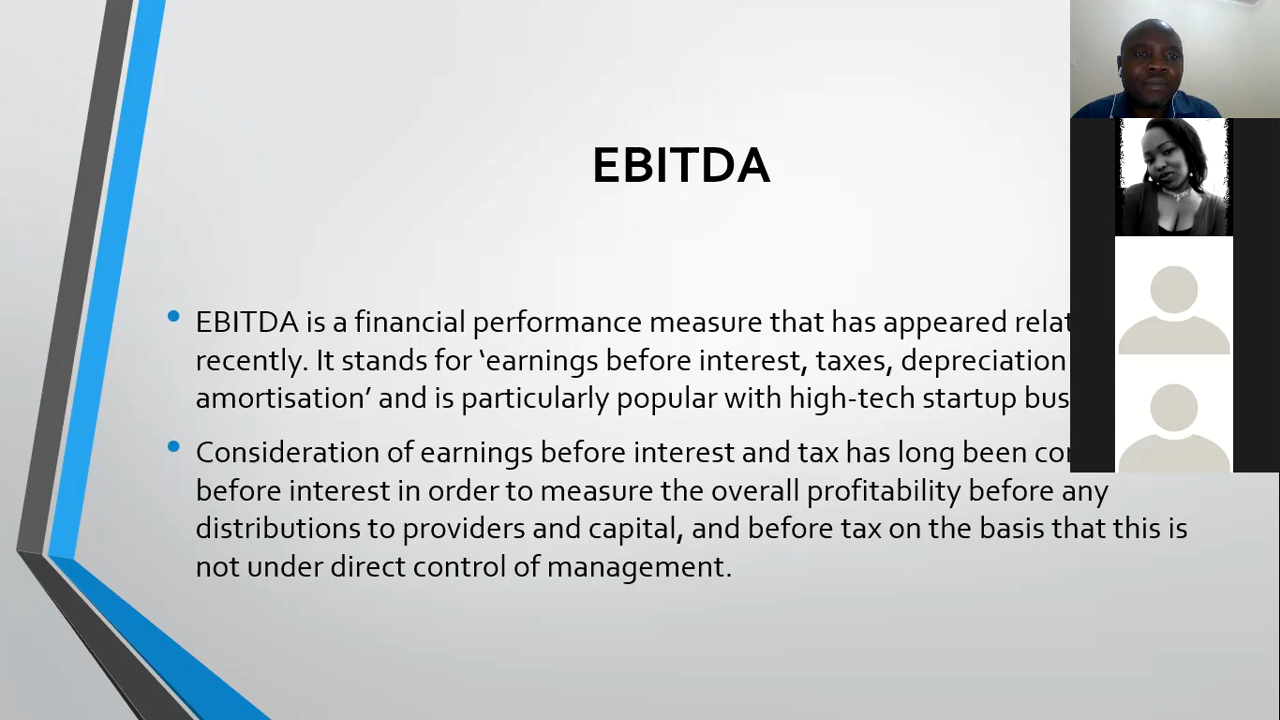 EBITDA
EBITDA is a financial performance measure that has appeared
recently. It stands for ‘earnings before interest, taxes, depreciation
amortisation’ and is particularly popular with high-tech startup
Consideration of earnings before interest and tax has long been
before interest in order to measure the overall profitability before any
distributions to providers and capital, and before tax on the basis that this is
not under direct control of management.